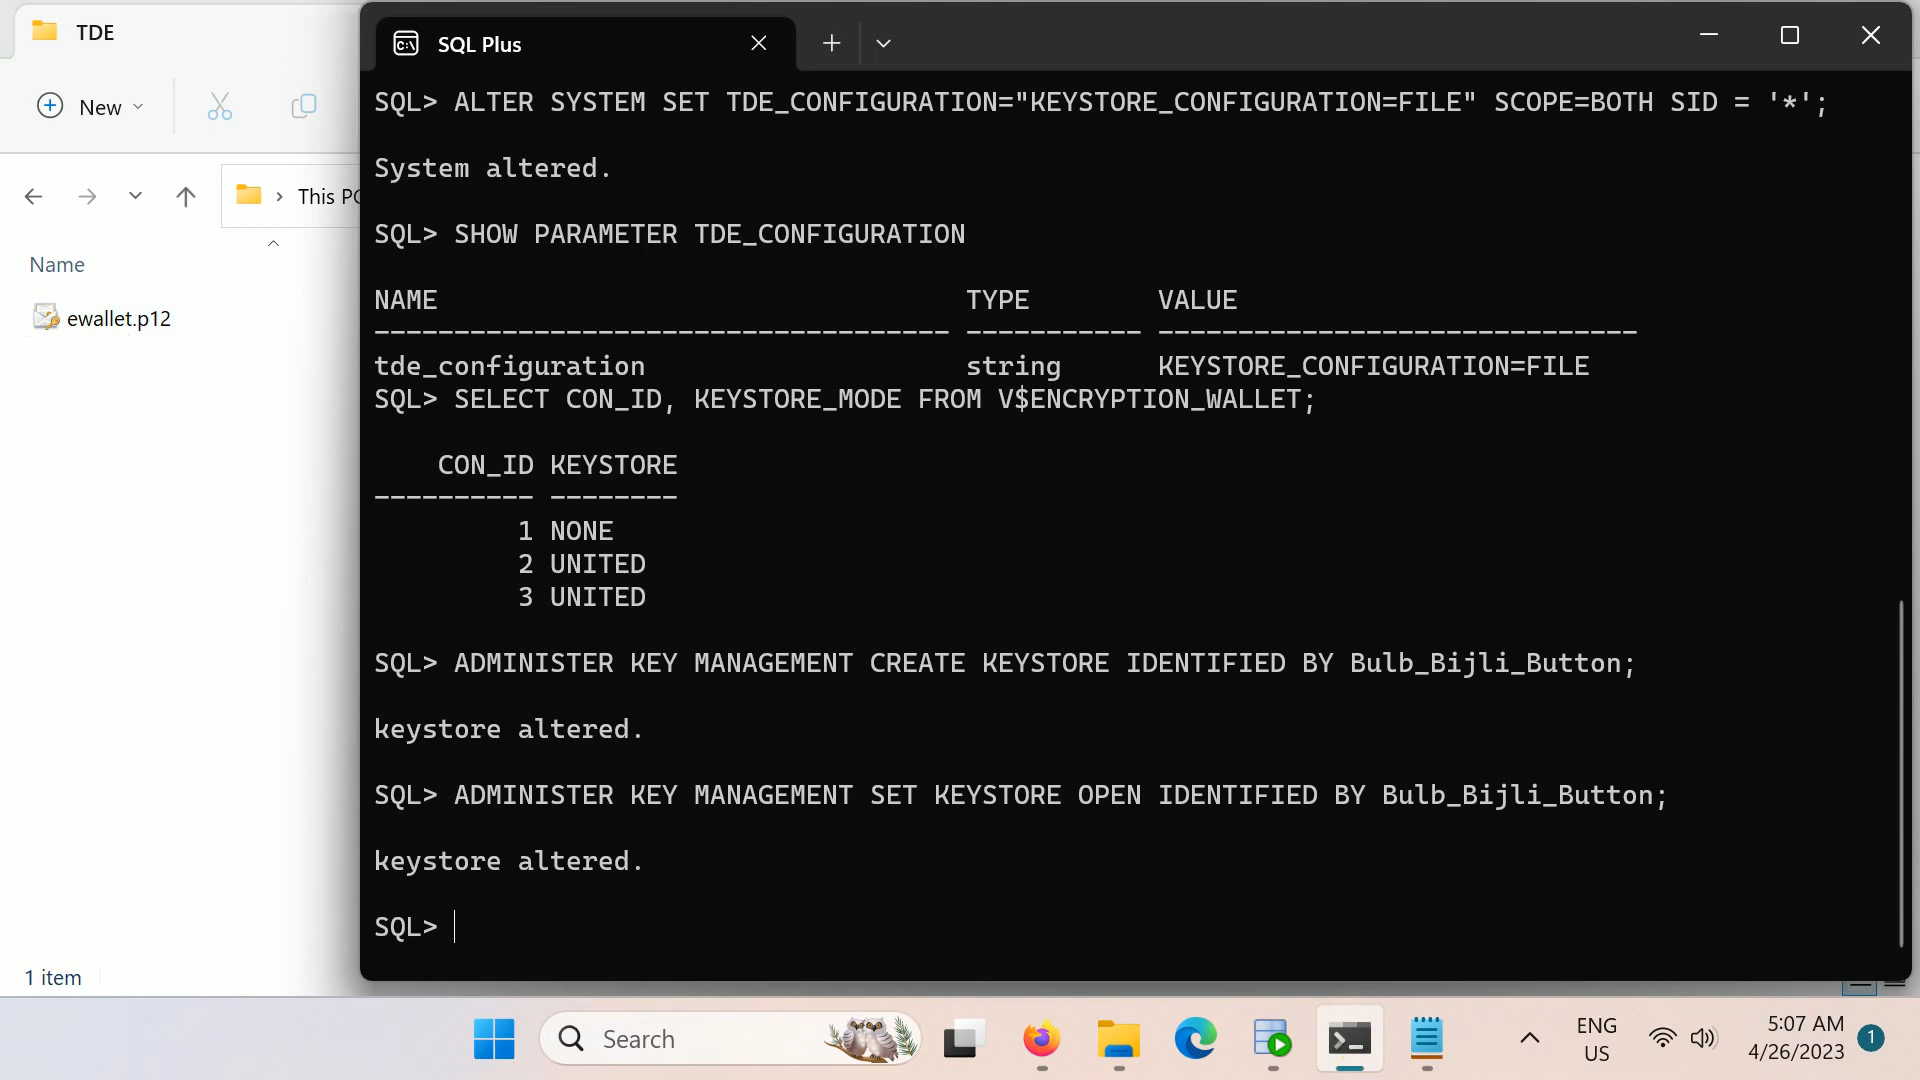 TDE
New
This PC
Name
ewallet.p12
1 item
SQL Plus
SQL> ALTER SYSTEM SET TDE_CONFIGURATION="KEYSTORE_CONFIGURATION=FILE" SCOPE=BOTH SID = '*';
System altered.
SQL> SHOW PARAMETER TDE_CONFIGURATION
NAME TYPE VALUE
------------------------------------ ----------- ------------------------------
tde_configuration string KEYSTORE_CONFIGURATION=FILE
SQL> SELECT CON_ID, KEYSTORE_MODE FROM V$ENCRYPTION_WALLET;
CON_ID KEYSTORE
---------- --------
1 NONE
2 UNITED
3 UNITED
SQL> ADMINISTER KEY MANAGEMENT CREATE KEYSTORE IDENTIFIED BY Bulb_Bijli_Button;
keystore altered.
SQL> ADMINISTER KEY MANAGEMENT SET KEYSTORE OPEN IDENTIFIED BY Bulb_Bijli_Button;
keystore altered.
SQL>
Search
ENG
US
5:07 AM
4/26/2023
1